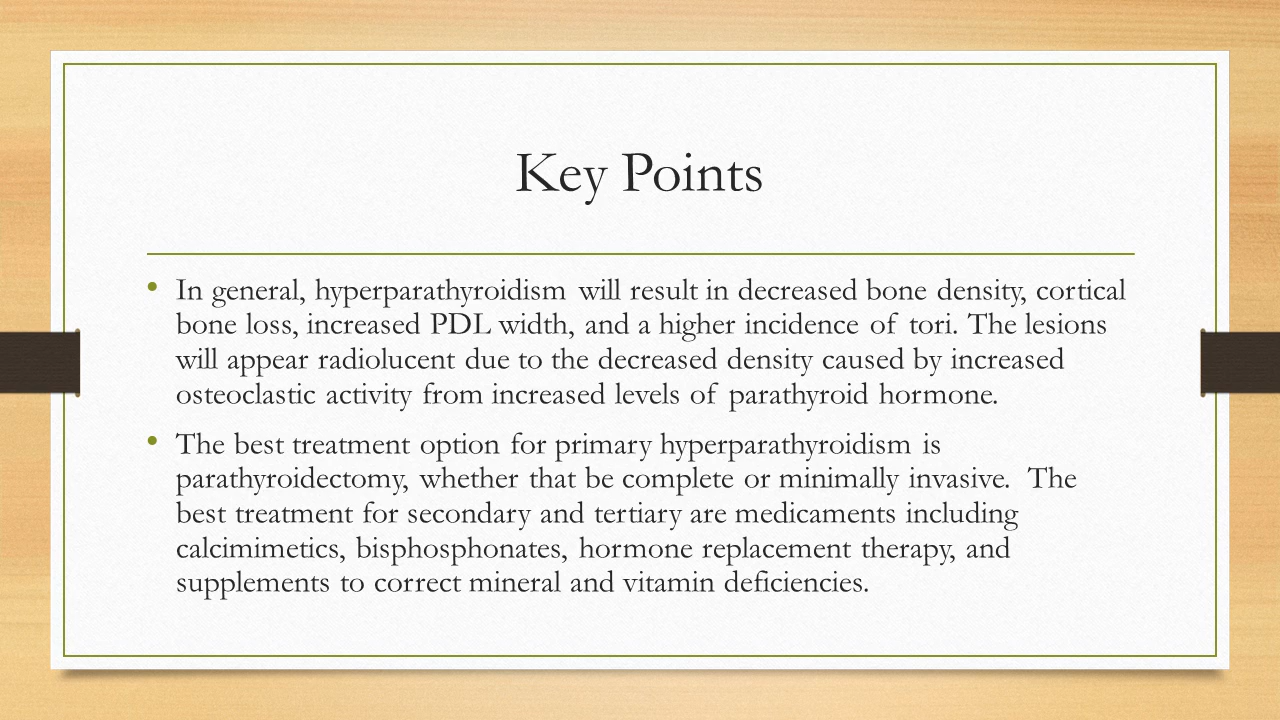 Key Points
• In general, hyperparathyroidism will result in decreased bone density, cortical
bone loss, increased PDL width, and a higher incidence of tori. The lesions
will appear radiolucent due to the decreased density caused by increased
osteoclastic activity from increased levels of parathyroid hormone.
• The best treatment option for primary hyperparathyroidism is
parathyroidectomy, whether that be complete or minimally invasive.  The
best treatment for secondary and tertiary are medicaments including
calcimimetics, bisphosphonates, hormone replacement therapy, and
supplements to correct mineral and vitamin deficiencies.